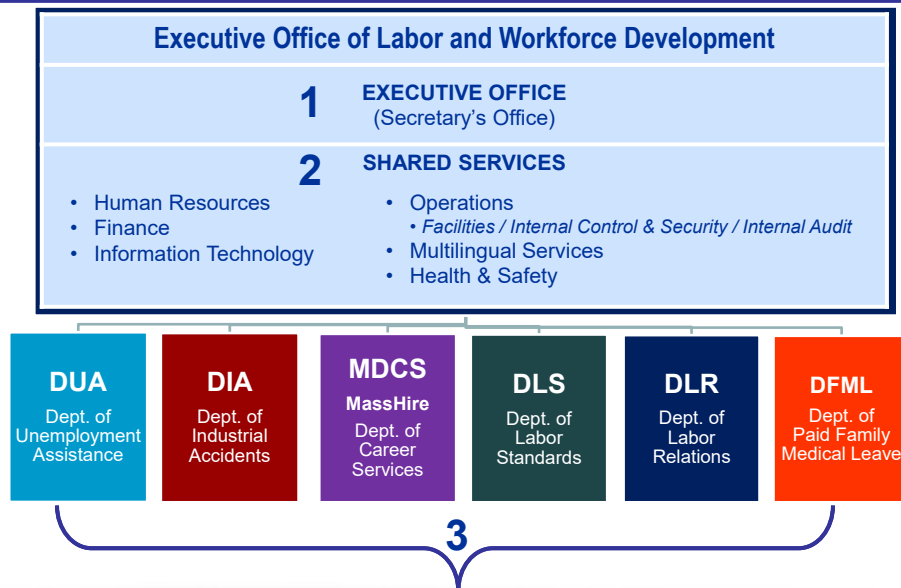 Executive Office of Labor and Workforce Development
1 EXECUTIVE OFFICE
(Secretary's Office)
2 SHARED SERVICES
• Human Resources
• Finance
• Information Technology
• Operations
• Facilities / Internal Control & Security / Internal Audit
• Multilingual Services
• Health & Safety
DUA
Dept. of
Unemployment
Assistance
DIA
Dept. of
Industrial
Accidents
MDCS
MassHire
Dept. of
Career
Services
DLS
Dept. of
Labor
Standards
DLR
Dept. of
Labor
Relations
DFML
Dept. of
Paid Family
Medical Leave
3